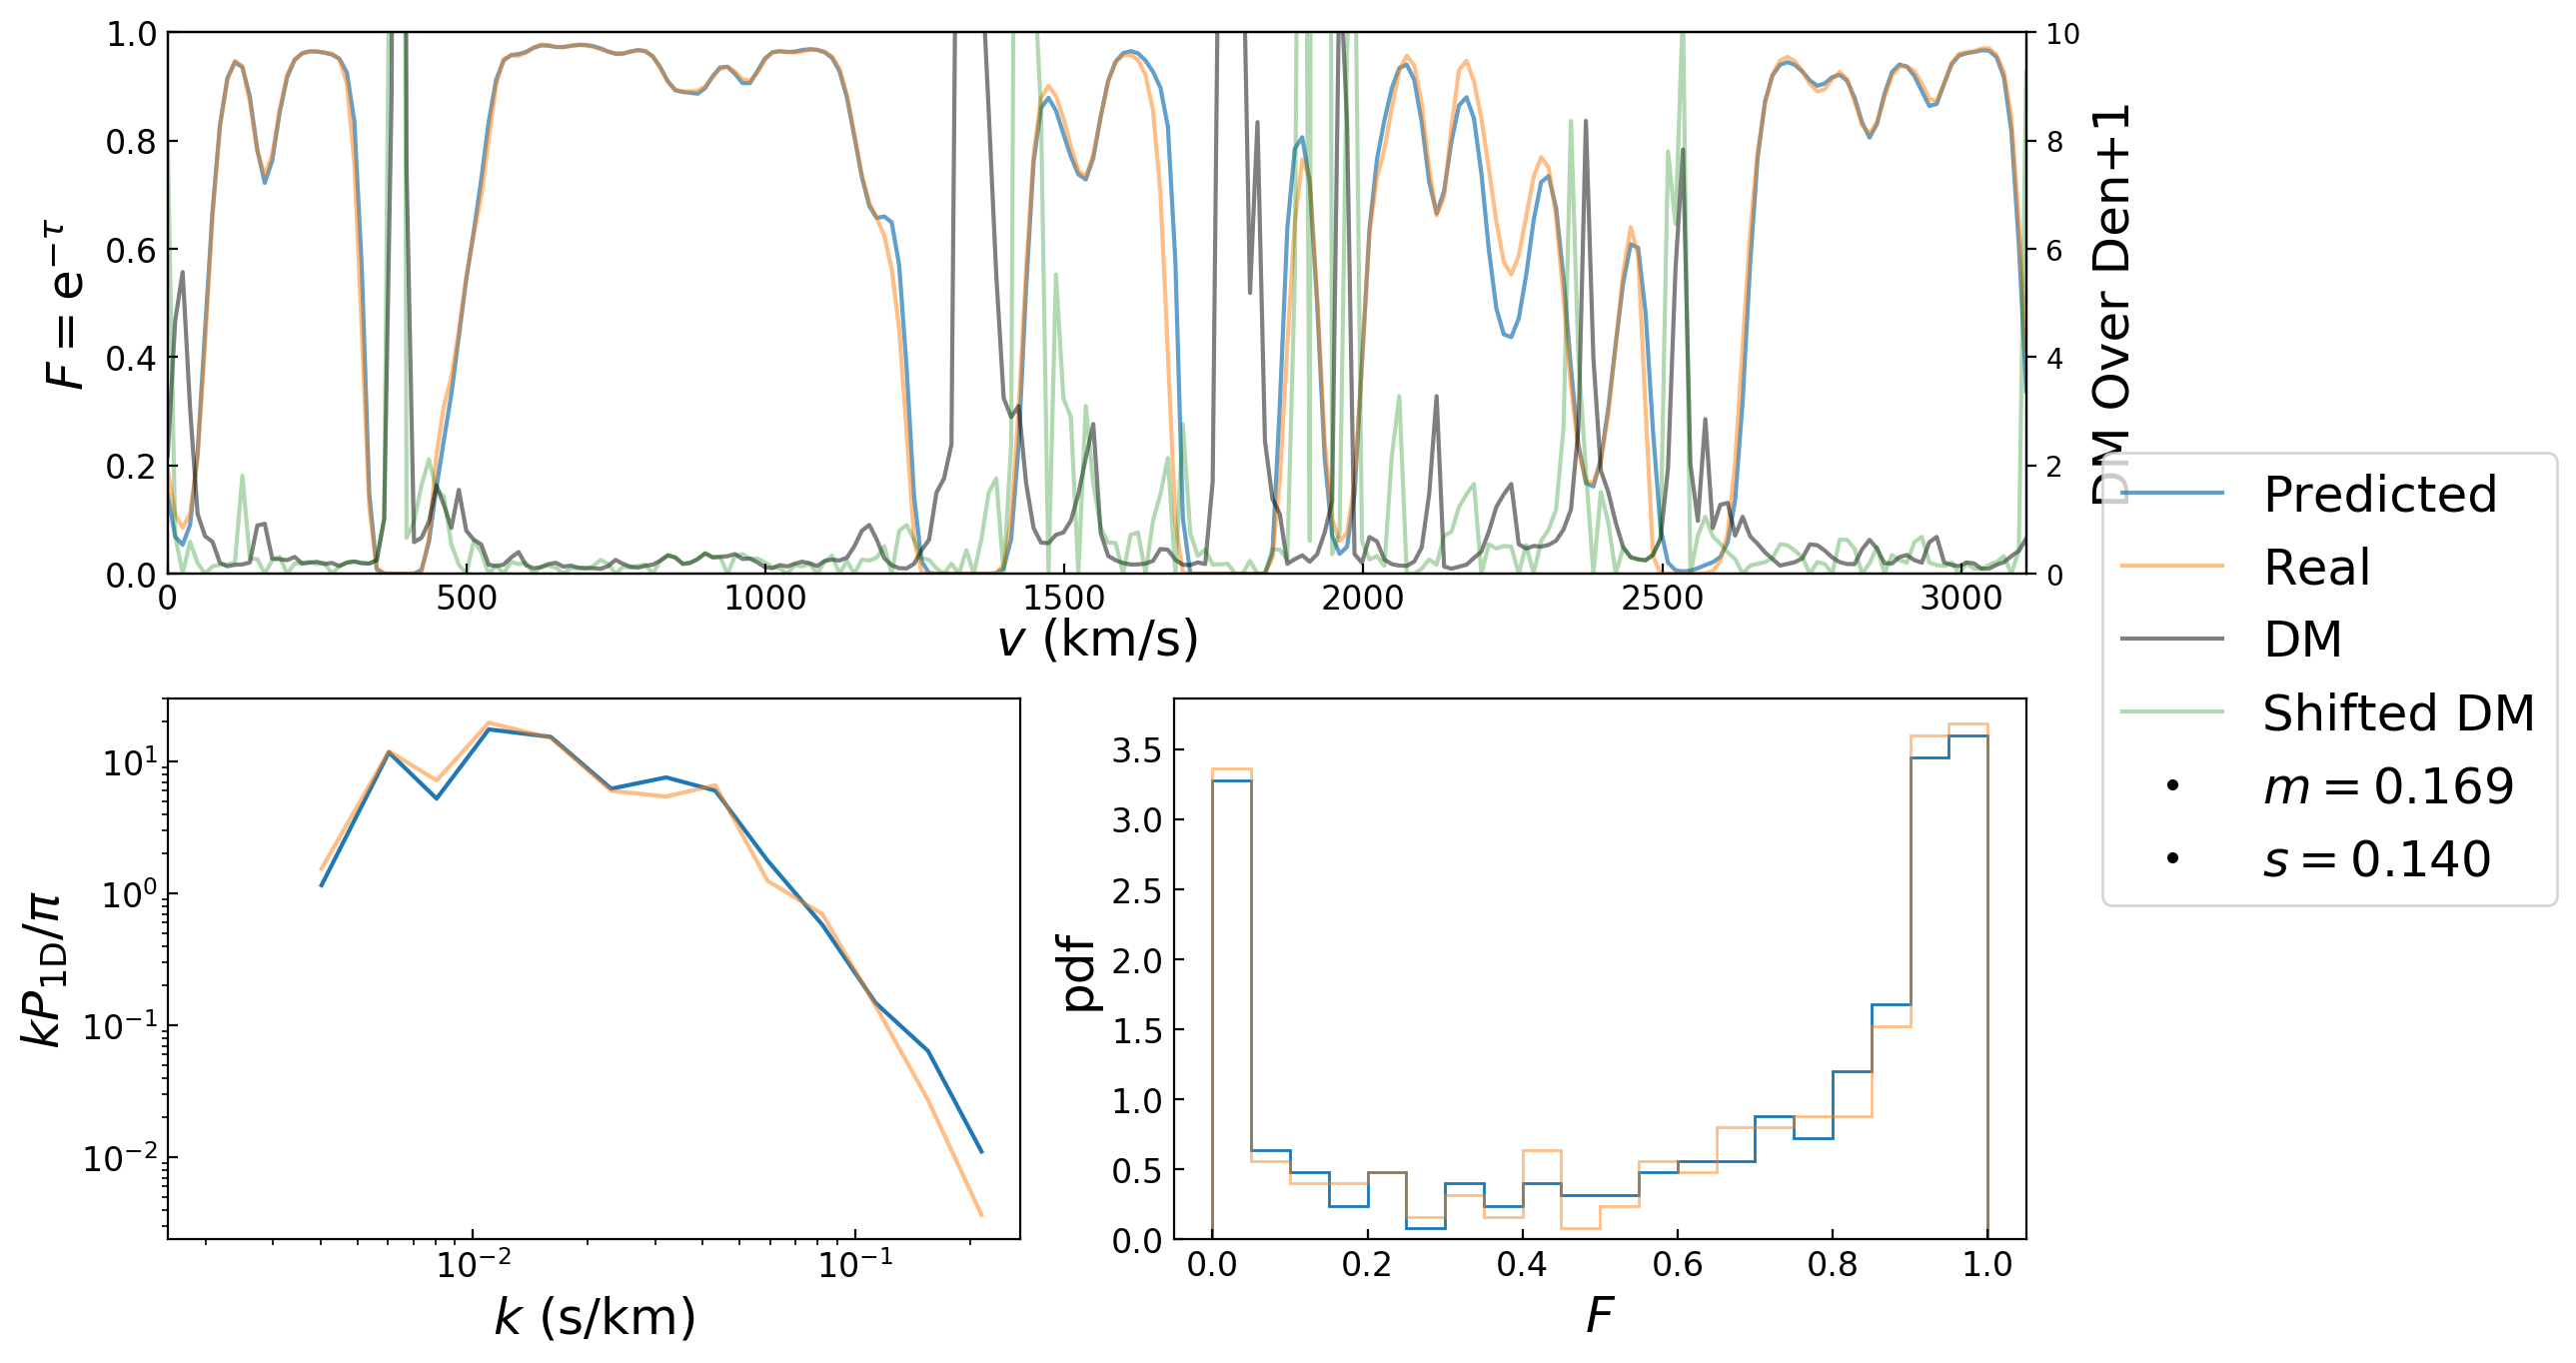 1.0
0.8
0.6
0.4
0.2
0.0
F = e^{−τ}
0 500 1000 1500 2000 2500 3000
v (km/s)
10
8
6
4
2
0
DM Over Den+1
Predicted
Real
DM
Shifted DM
m = 0.169
s = 0.140
10^1
10^0
10^{−1}
10^{−2}
kP_{1D}/π
10^{−2} 10^{−1}
k (s/km)
3.5
3.0
2.5
2.0
1.5
1.0
0.5
0.0
pdf
0.0 0.2 0.4 0.6 0.8 1.0
F